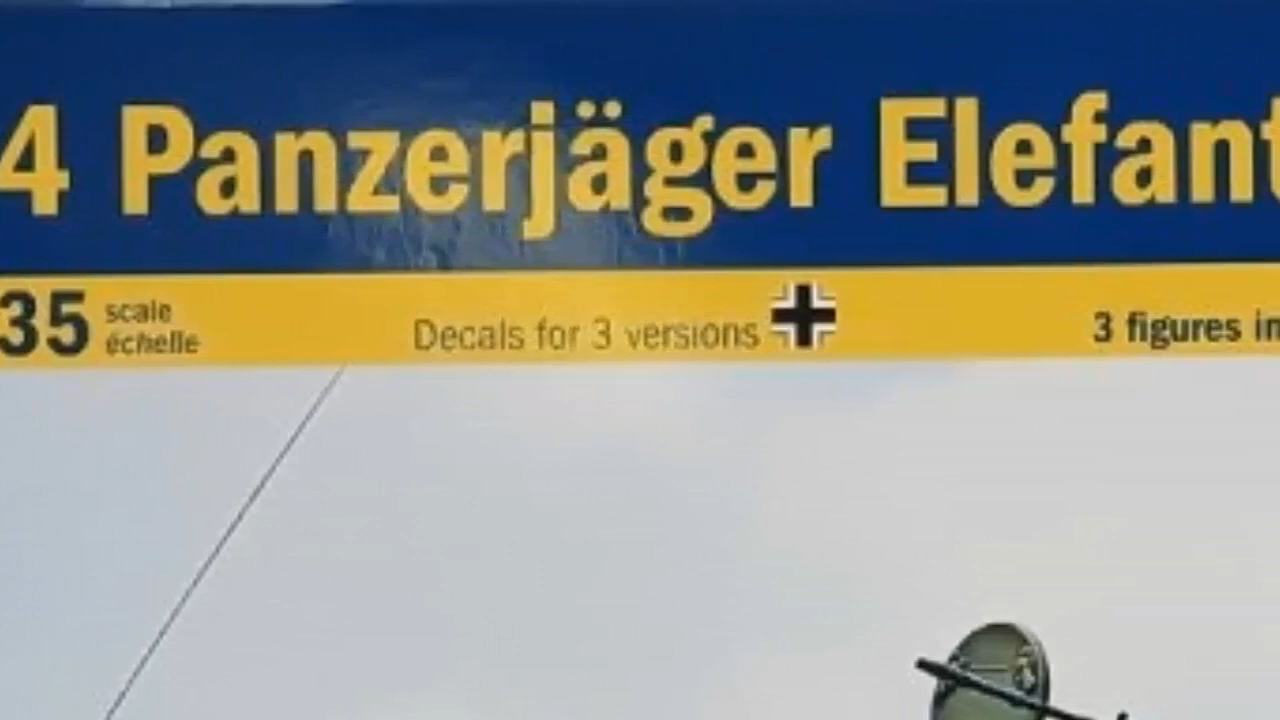 4 Panzerjäger Elefant
35 scale
échelle
Decals for 3 versions
3 figures in